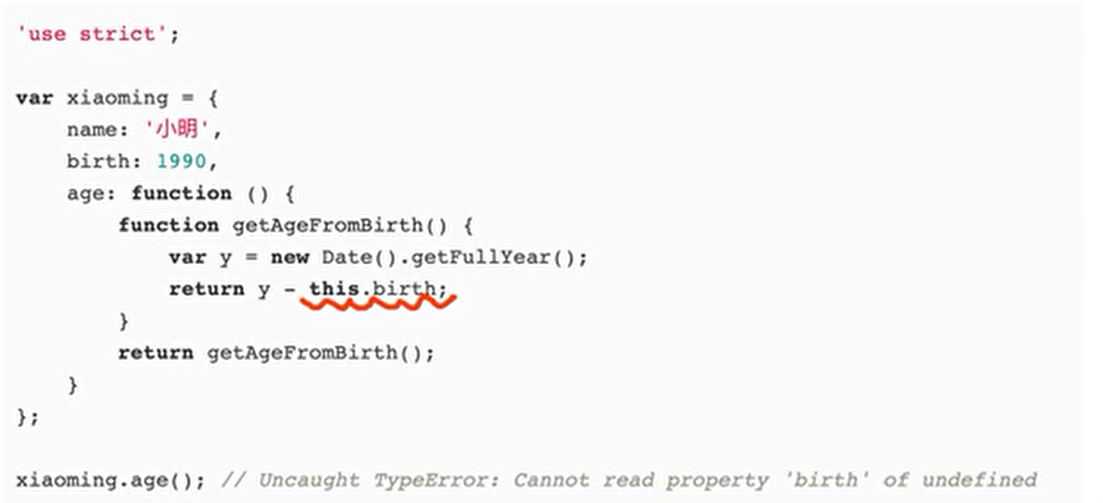 'use strict';
var xiaoming = {
name: '小明',
birth: 1990,
age: function () {
function getAgeFromBirth() {
var y = new Date().getFullYear();
return y - this.birth;
}
return getAgeFromBirth();
}
};
xiaoming.age(); // Uncaught TypeError: Cannot read property 'birth' of undefined